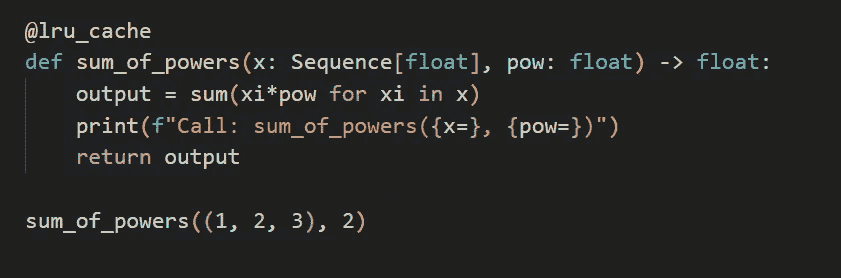 @lru_cache
def sum_of_powers(x: Sequence[float], pow: float) -> float:
    output = sum(xi*pow for xi in x)
    print(f"Call: sum_of_powers({x=}, {pow=})")
    return output
sum_of_powers((1, 2, 3), 2)